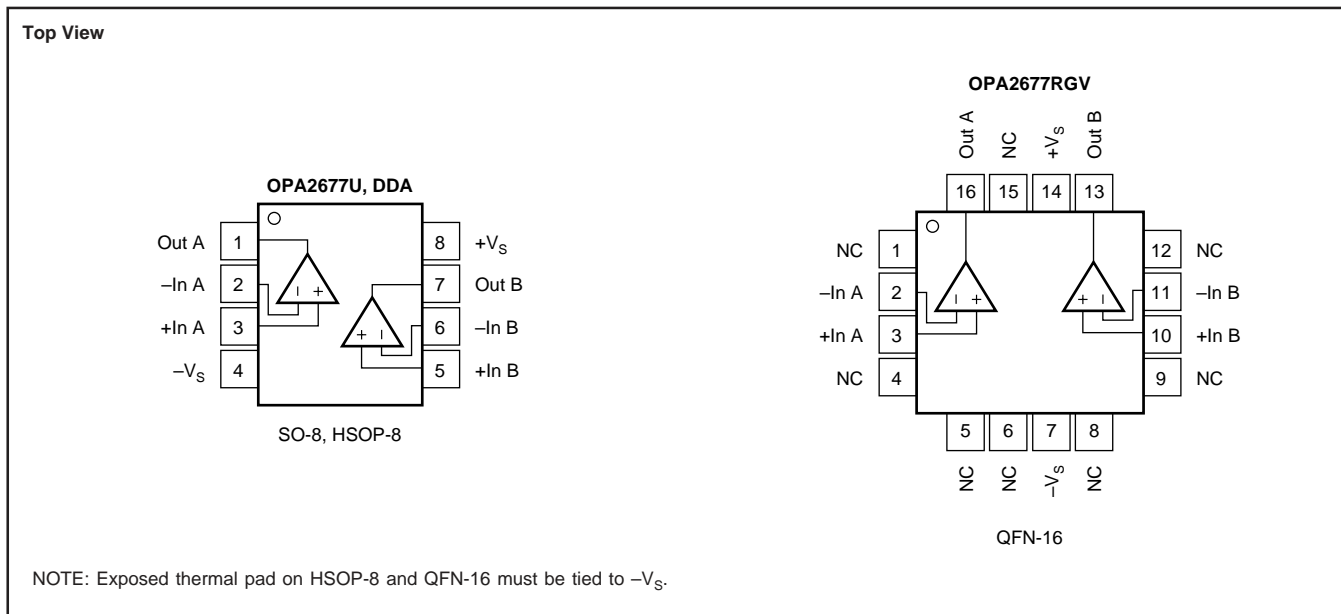 Top View
OPA2677U, DDA
Out A 1
–In A 2
+In A 3
–VS 4
8 +VS
7 Out B
6 –In B
5 +In B
– +
+ –
SO-8, HSOP-8
OPA2677RGV
Out A NC +VS Out B
16 15 14 13
NC 1
–In A 2
+In A 3
NC 4
12 NC
11 –In B
10 +In B
9 NC
– +
+ –
5 6 7 8
NC NC –VS NC
QFN-16
NOTE: Exposed thermal pad on HSOP-8 and QFN-16 must be tied to –VS.